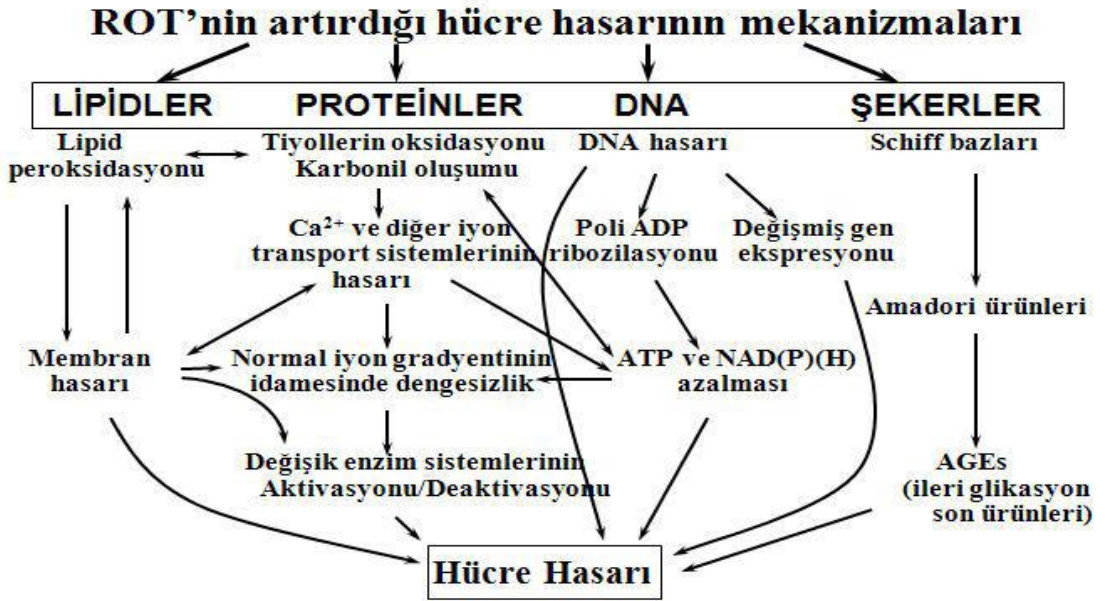 ROT’nin artırdığı hücre hasarının mekanizmaları
LİPİDLER PROTEİNLER DNA ŞEKERLER
Lipid
peroksidasyonu
Tiyollerin oksidasyonu
Karbonil oluşumu
DNA hasarı
Schiff bazları
Ca²⁺ ve diğer iyon
transport sistemlerinin
hasarı
Poli ADP
ribozilasyonu
Değişmiş gen
ekspresyonu
Amadori ürünleri
Membran
hasarı
Normal iyon gradyentinin
idamesinde dengesizlik
ATP ve NAD(P)(H)
azalması
Değişik enzim sistemlerinin
Aktivasyonu/Deaktivasyonu
AGEs
(ileri glikasyon
son ürünleri)
Hücre Hasarı